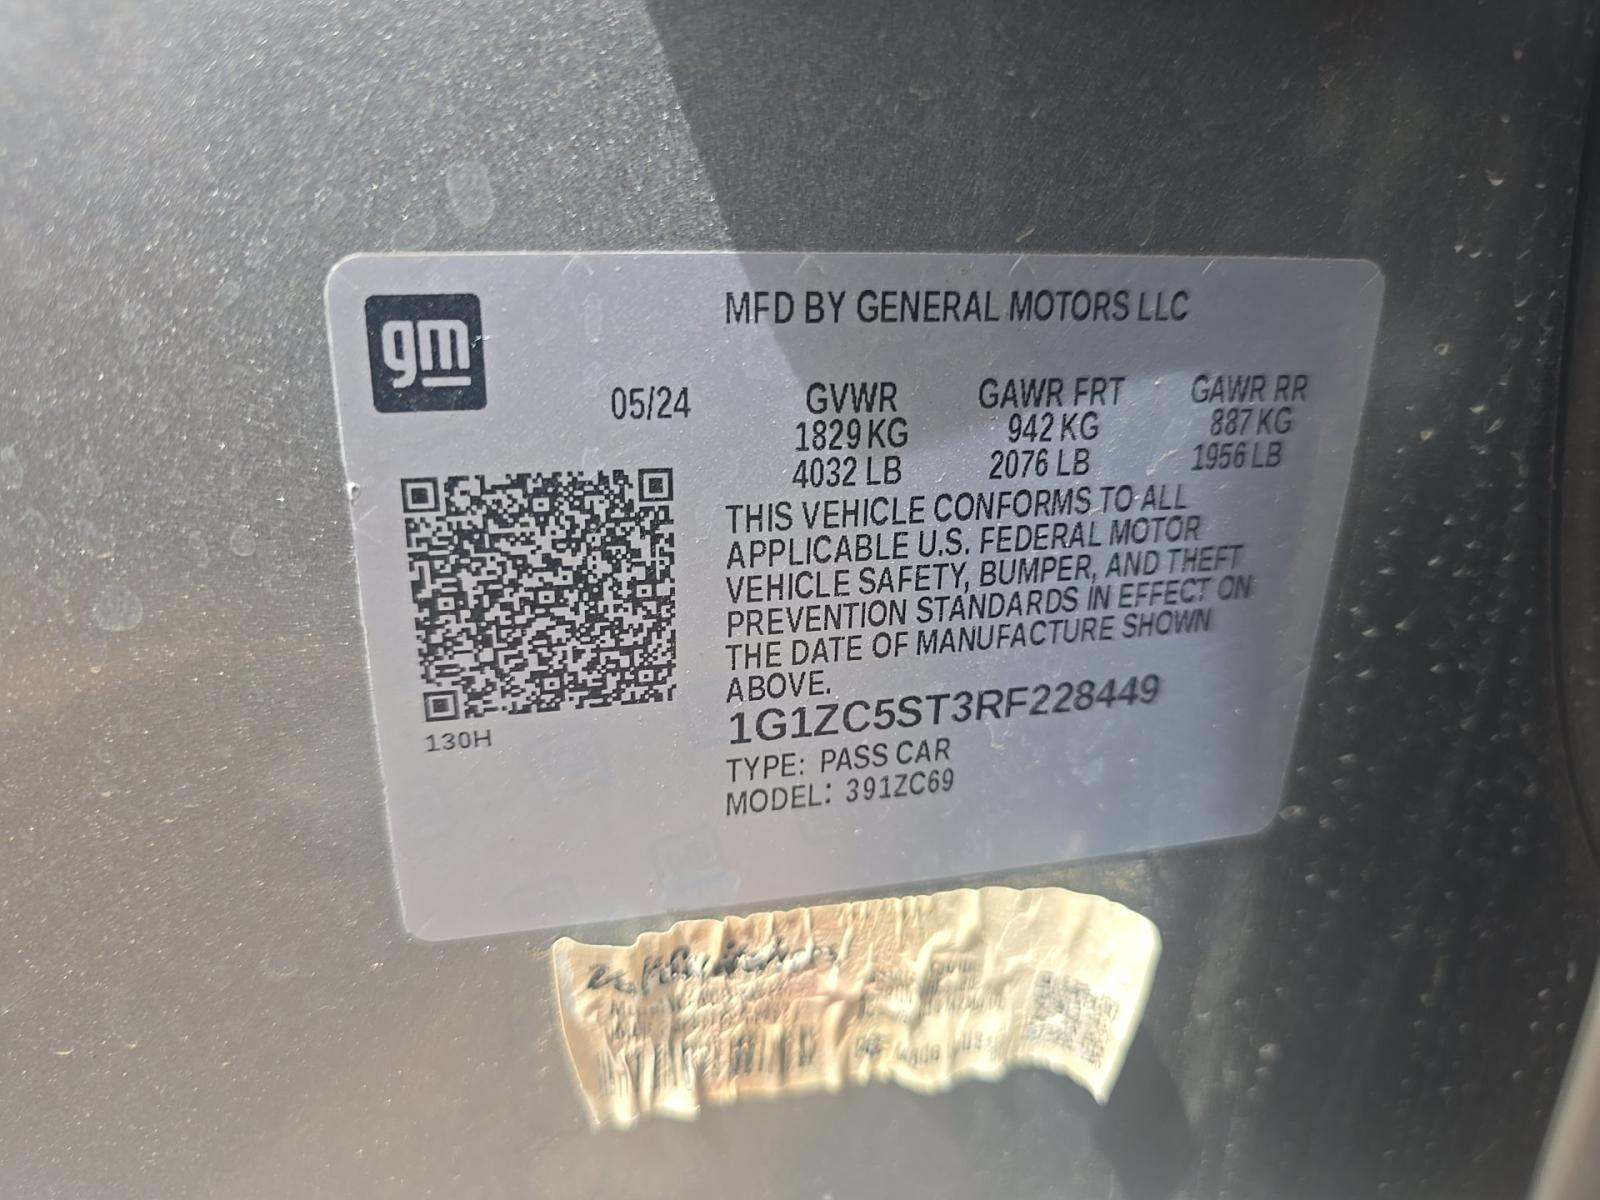 gm
MFD BY GENERAL MOTORS LLC
05/24 GVWR GAWR FRT GAWR RR
1829 KG 942 KG 887 KG
4032 LB 2076 LB 1956 LB
THIS VEHICLE CONFORMS TO ALL
APPLICABLE U.S. FEDERAL MOTOR
VEHICLE SAFETY, BUMPER, AND THEFT
PREVENTION STANDARDS IN EFFECT ON
THE DATE OF MANUFACTURE SHOWN
ABOVE.
1G1ZC5ST3RF228449
130H
TYPE: PASS CAR
MODEL: 391ZC69